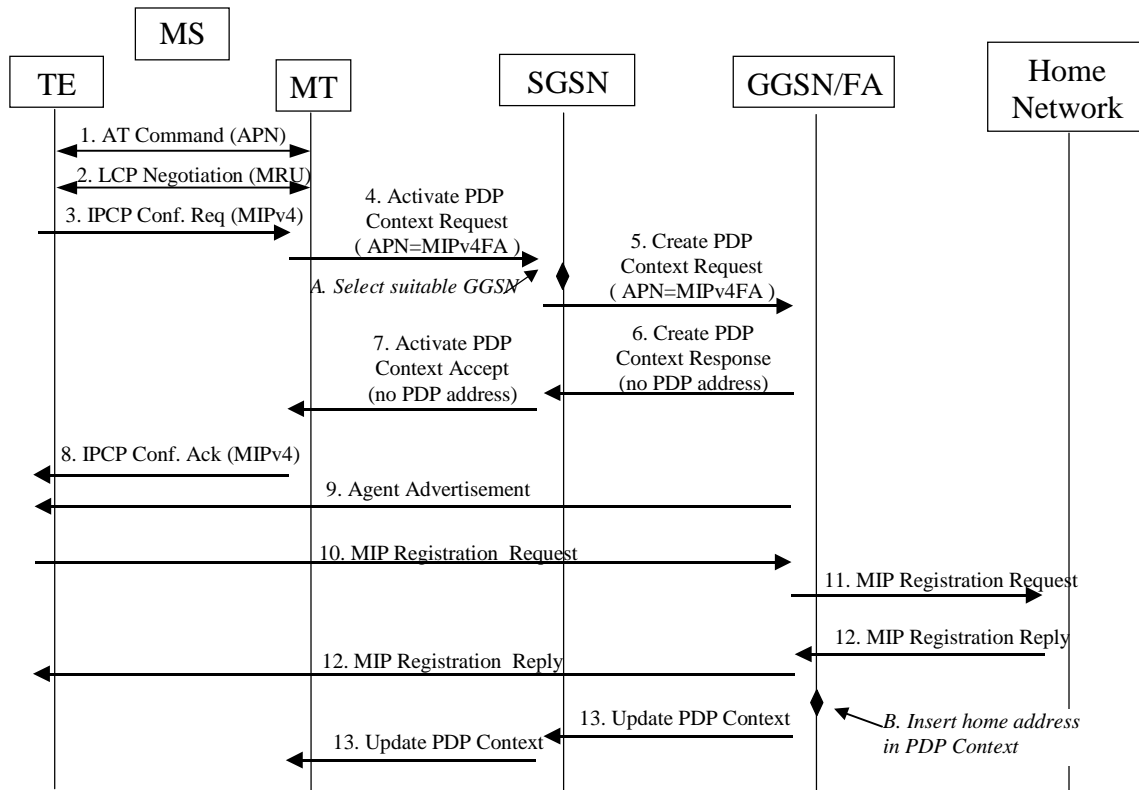 MS
TE
MT
SGSN
GGSN/FA
Home
Network
1. AT Command (APN)
2. LCP Negotiation (MRU)
3. IPCP Conf. Req (MIPv4)
4. Activate PDP
Context Request
( APN=MIPv4FA )
A. Select suitable GGSN
5. Create PDP
Context Request
( APN=MIPv4FA )
6. Create PDP
Context Response
(no PDP address)
7. Activate PDP
Context Accept
(no PDP address)
8. IPCP Conf. Ack (MIPv4)
9. Agent Advertisement
10. MIP Registration Request
11. MIP Registration Request
12. MIP Registration Reply
12. MIP Registration Reply
B. Insert home address
in PDP Context
13. Update PDP Context
13. Update PDP Context